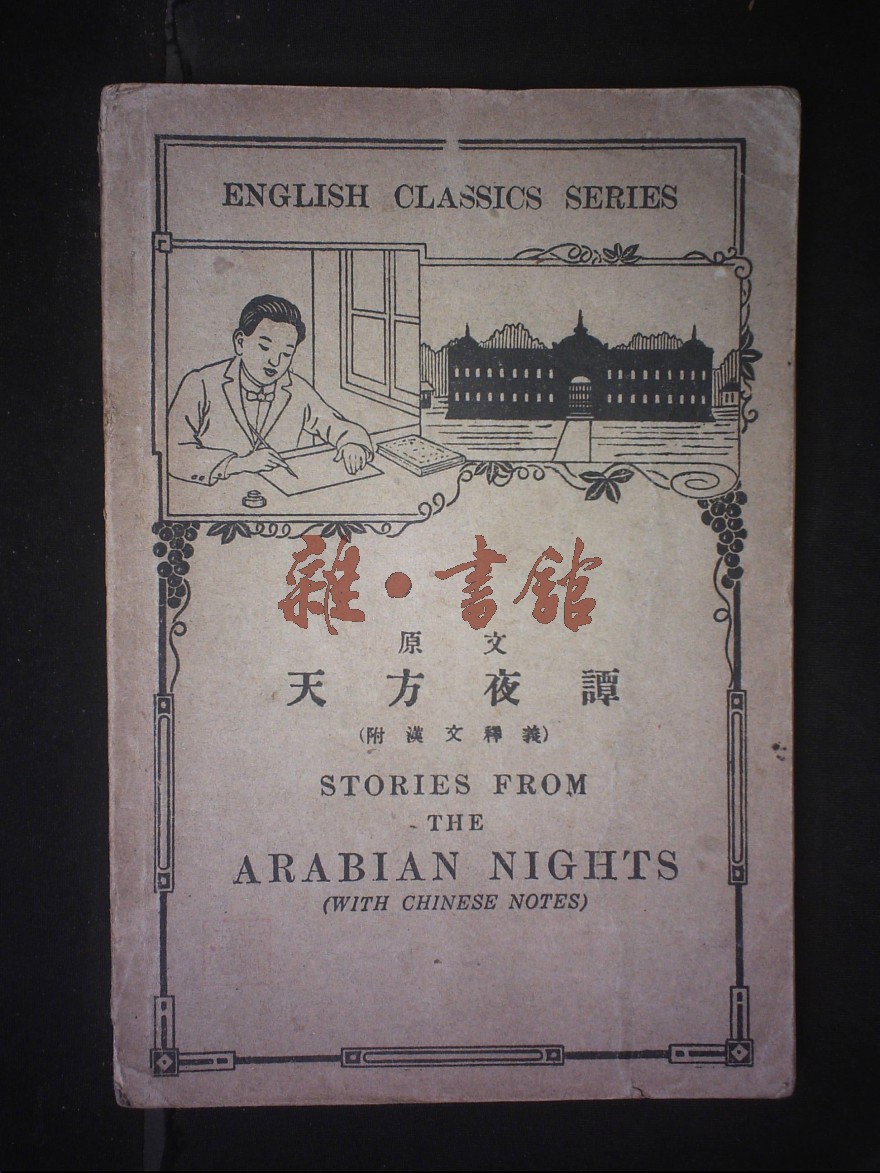 ENGLISH CLASSICS SERIES
雜·書館
原文
天方夜譚
(附漢文釋義)
STORIES FROM
THE
ARABIAN NIGHTS
(WITH CHINESE NOTES)